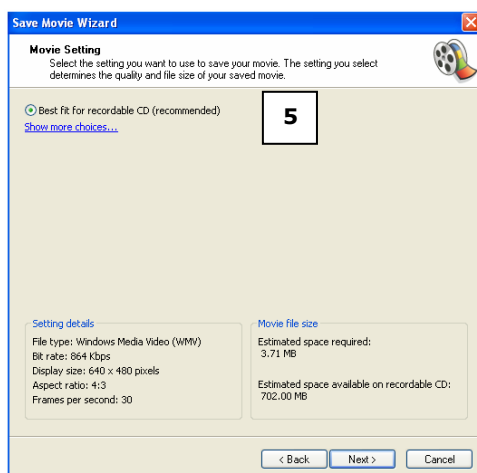 Save Movie Wizard
Movie Setting
Select the setting you want to use to save your movie. The setting you select
determines the quality and file size of your saved movie.
Best fit for recordable CD (recommended)
Show more choices...
5
Setting details
File type: Windows Media Video (WMV)
Bit rate: 864 Kbps
Display size: 640 x 480 pixels
Aspect ratio: 4:3
Frames per second: 30
Movie file size
Estimated space required:
3.71 MB
Estimated space available on recordable CD:
702.00 MB
< Back
Next >
Cancel